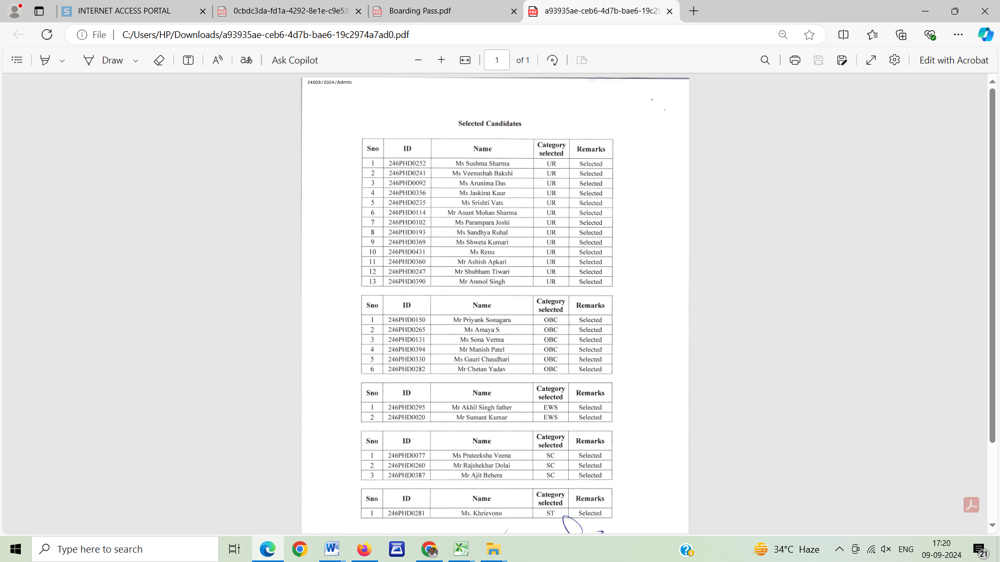 INTERNET ACCESS PORTAL
0cbdc3da-fd1a-4292-8e1e-c9e53
Boarding Pass.pdf
a93935ae-ceb6-4d7b-bae6-19c29
File
C:/Users/HP/Downloads/a93935ae-ceb6-4d7b-bae6-19c2974a7ad0.pdf
Draw
Ask Copilot
1 of 1
Edit with Acrobat
24009/2024/Admin
Selected Candidates
Sno ID Name Category selected Remarks
1 246PHD0252 Ms Sushma Sharma UR Selected
2 246PHD0241 Ms Veenushah Bakshi UR Selected
3 246PHD0092 Ms Arunima Das UR Selected
4 246PHD0356 Ms Jaskirat Kaur UR Selected
5 246PHD0235 Ms Srishti Vats UR Selected
6 246PHD0114 Mr Anant Mohan Sharma UR Selected
7 246PHD0102 Ms Parampara Joshi UR Selected
8 246PHD0193 Ms Sandhya Ruhal UR Selected
9 246PHD0369 Ms Shweta Kumari UR Selected
10 246PHD0431 Ms Renu UR Selected
11 246PHD0360 Mr Ashish Apkari UR Selected
12 246PHD0247 Mr Shubham Tiwari UR Selected
13 246PHD0390 Mr Anmol Singh UR Selected
Sno ID Name Category selected Remarks
1 246PHD0150 Mr Priyank Sonagara OBC Selected
2 246PHD0265 Ms Amaya S OBC Selected
3 246PHD0131 Ms Sona Verma OBC Selected
4 246PHD0394 Mr Manish Patel OBC Selected
5 246PHD0330 Ms Gauri Chaudhari OBC Selected
6 246PHD0282 Mr Chetan Yadav OBC Selected
Sno ID Name Category selected Remarks
1 246PHD0295 Mr Akhil Singh father EWS Selected
2 246PHD0020 Mr Sumant Kumar EWS Selected
Sno ID Name Category selected Remarks
1 246PHD0077 Ms Prateeksha Veena SC Selected
2 246PHD0260 Mr Rajshekhar Dolai SC Selected
3 246PHD0387 Mr Ajit Behera SC Selected
Sno ID Name Category selected Remarks
1 246PHD0281 Ms. Khrievono ST Selected
Type here to search
34°C Haze
ENG
17:20
09-09-2024
21